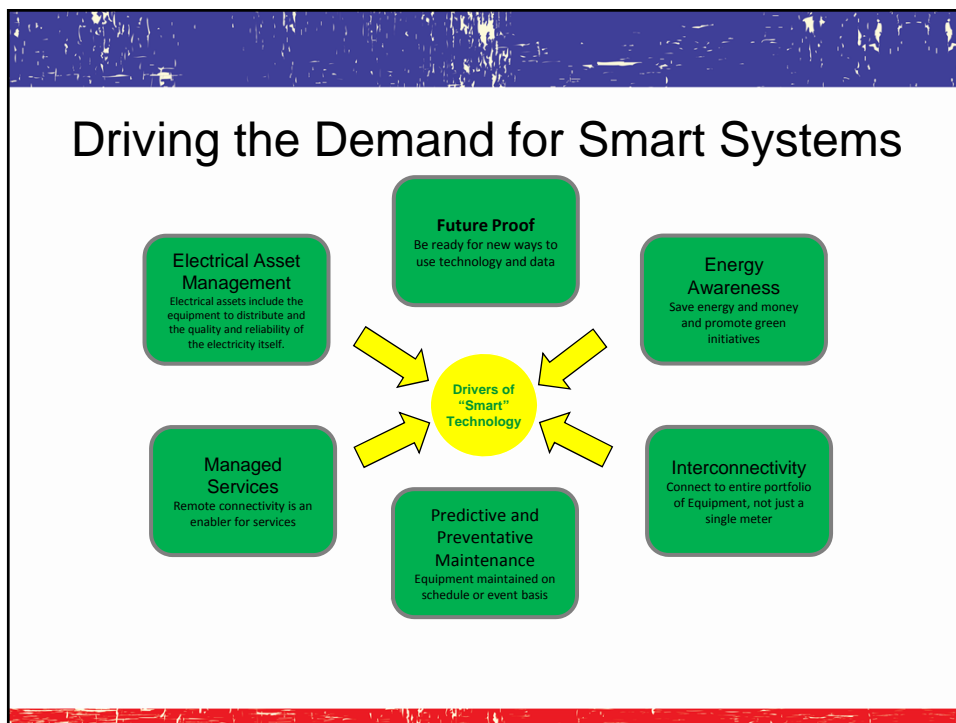 Driving the Demand for Smart Systems
Future Proof
Be ready for new ways to
use technology and data
Electrical Asset
Management
Electrical assets include the
equipment to distribute and
the quality and reliability of
the electricity itself.
Energy
Awareness
Save energy and money
and promote green
initiatives
Drivers of
“Smart”
Technology
Managed
Services
Remote connectivity is an
enabler for services
Interconnectivity
Connect to entire portfolio
of Equipment, not just a
single meter
Predictive and
Preventative
Maintenance
Equipment maintained on
schedule or event basis